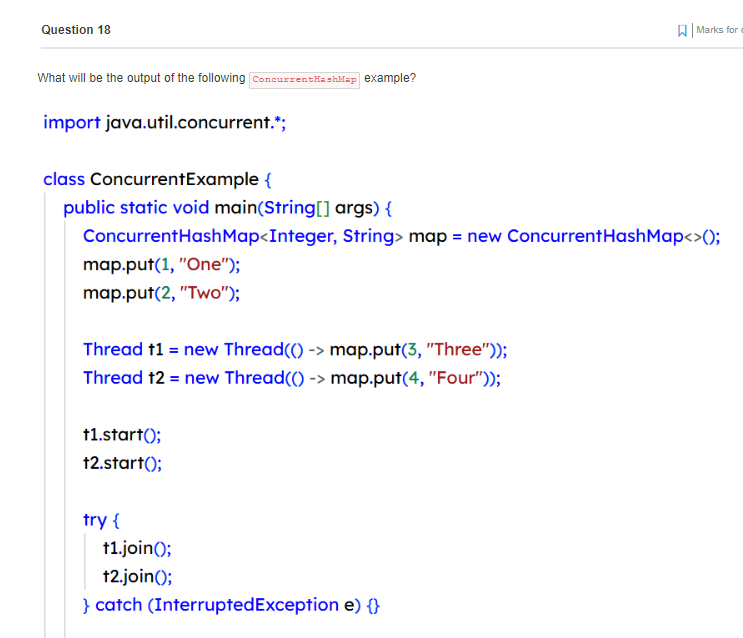 Question 18
Marks for
What will be the output of the following ConcurrentHashMap example?
import java.util.concurrent.*;
class ConcurrentExample {
public static void main(String[] args) {
ConcurrentHashMap<Integer, String> map = new ConcurrentHashMap<>();
map.put(1, "One");
map.put(2, "Two");
Thread t1 = new Thread(() -> map.put(3, "Three"));
Thread t2 = new Thread(() -> map.put(4, "Four"));
t1.start();
t2.start();
try {
t1.join();
t2.join();
} catch (InterruptedException e) {}